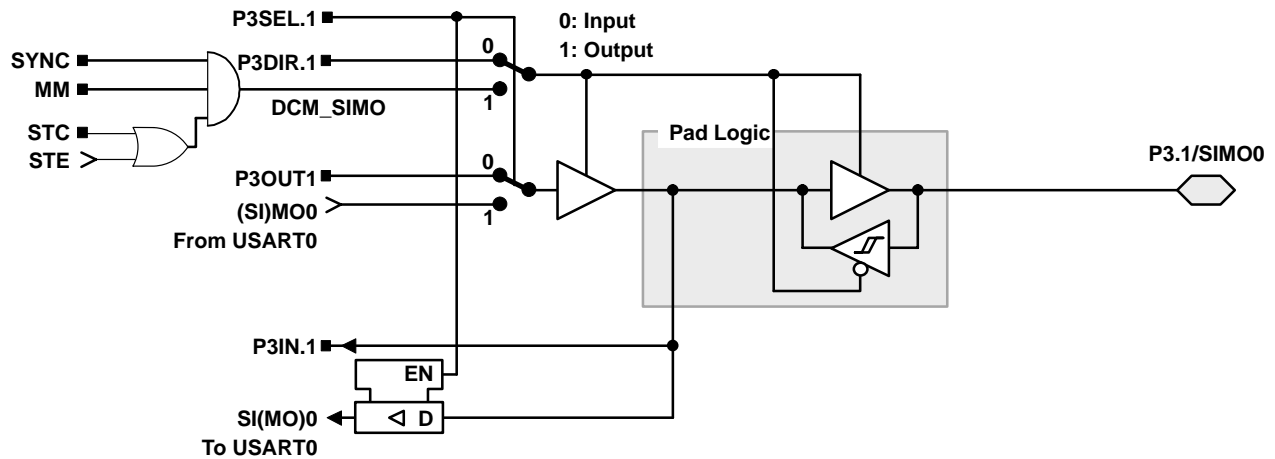 P3SEL.1
0: Input
1: Output
SYNC
P3DIR.1
0
MM
1
DCM_SIMO
STC
STE
Pad Logic
P3.1/SIMO0
P3OUT1
0
(SI)MO0
1
From USART0
P3IN.1
EN
SI(MO)0
D
To USART0